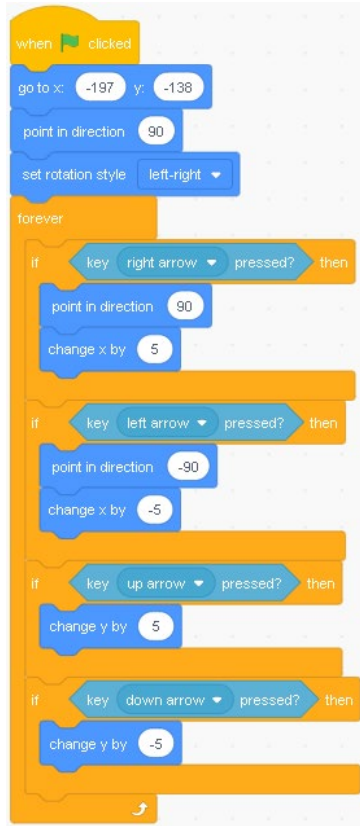 when clicked
go to x: -197 y: -138
point in direction 90
set rotation style left-right
forever
if key right arrow pressed? then
point in direction 90
change x by 5
if key left arrow pressed? then
point in direction -90
change x by -5
if key up arrow pressed? then
change y by 5
if key down arrow pressed? then
change y by -5